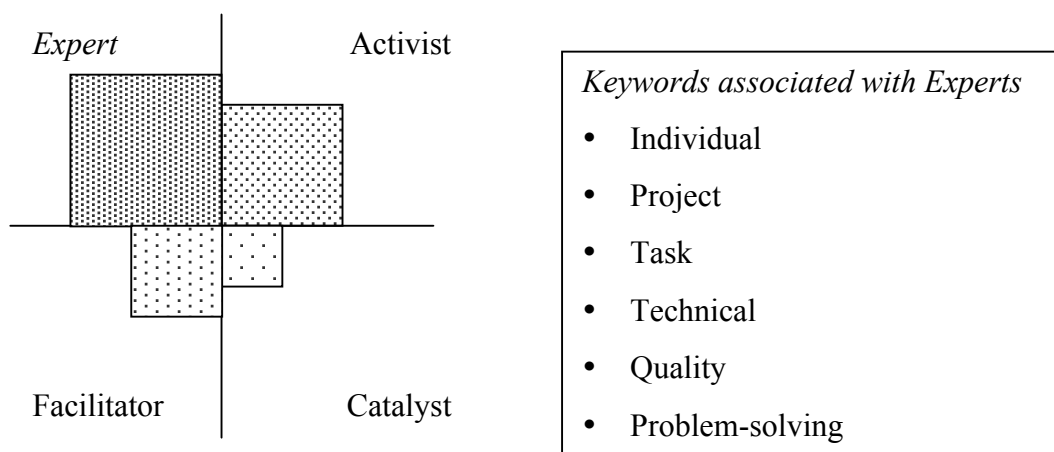 Expert
Activist
Facilitator
Catalyst
Keywords associated with Experts
• Individual
• Project
• Task
• Technical
• Quality
• Problem-solving